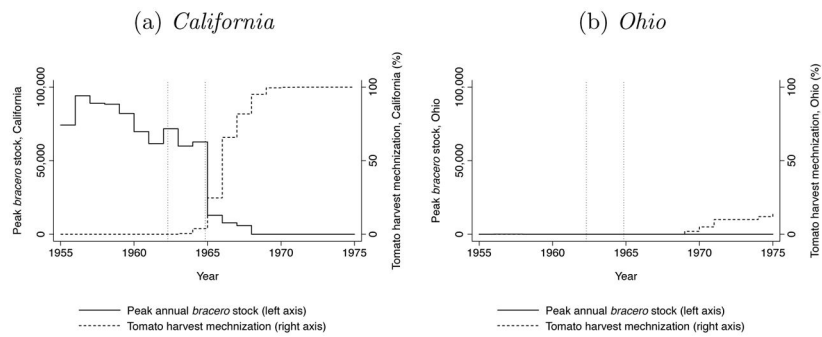 (a) California
Peak bracero stock, California
100,000
50,000
0
100
50
0
Tomato harvest mechnization, California (%)
1955 1960 1965 1970 1975
Year
Peak annual bracero stock (left axis)
Tomato harvest mechnization (right axis)
(b) Ohio
Peak bracero stock, Ohio
100,000
50,000
0
100
50
0
Tomato harvest mechnization, Ohio (%)
1955 1960 1965 1970 1975
Year
Peak annual bracero stock (left axis)
Tomato harvest mechnization (right axis)